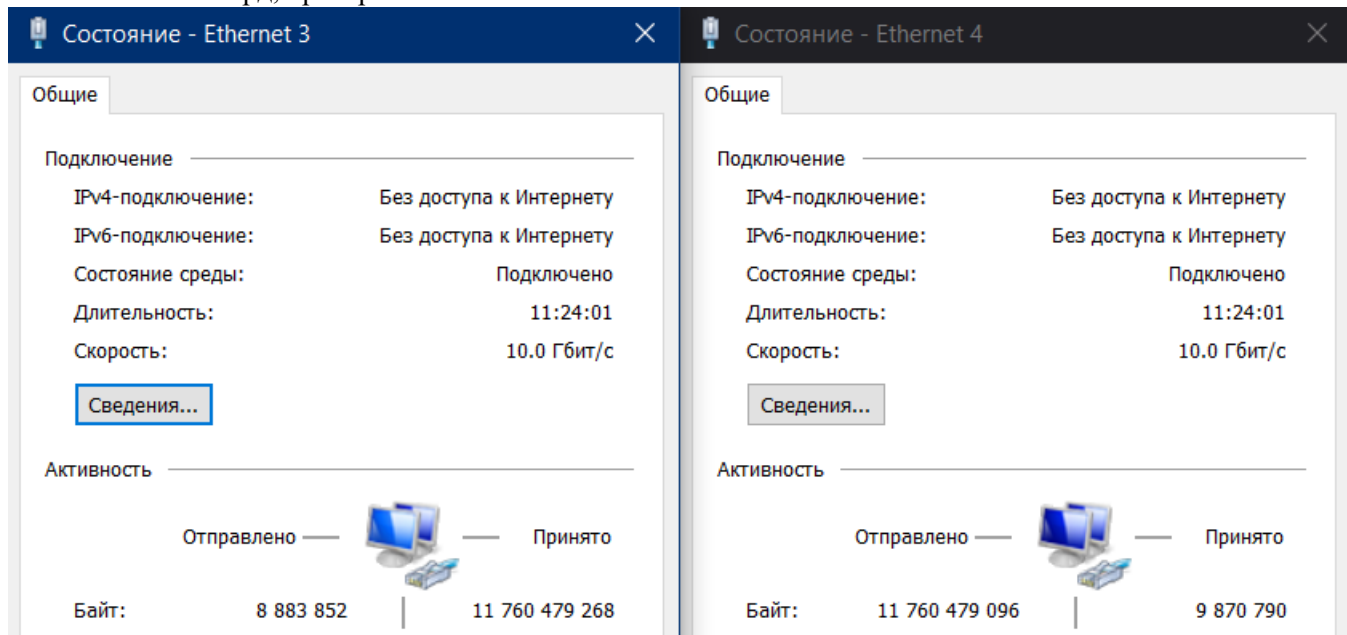 Состояние - Ethernet 3
Общие
Подключение
IPv4-подключение: Без доступа к Интернету
IPv6-подключение: Без доступа к Интернету
Состояние среды: Подключено
Длительность: 11:24:01
Скорость: 10.0 Гбит/с
Сведения...
Активность
Отправлено Принято
Байт: 8 883 852 11 760 479 268
Состояние - Ethernet 4
Общие
Подключение
IPv4-подключение: Без доступа к Интернету
IPv6-подключение: Без доступа к Интернету
Состояние среды: Подключено
Длительность: 11:24:01
Скорость: 10.0 Гбит/с
Сведения...
Активность
Отправлено Принято
Байт: 11 760 479 096 9 870 790